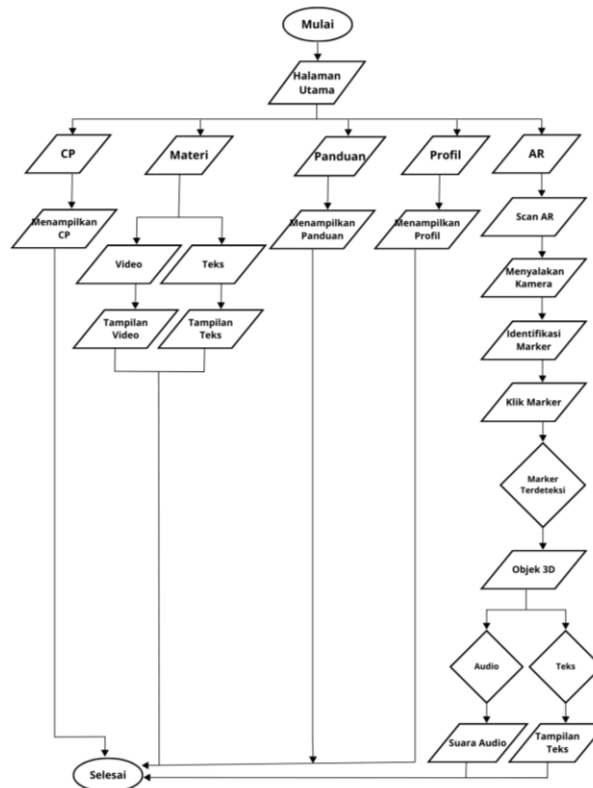 Mulai
Halaman
Utama
CP
Materi
Panduan
Profil
AR
Menampilkan
CP
Menampilkan
Panduan
Menampilkan
Profil
Scan AR
Video
Teks
Menyalakan
Kamera
Tampilan
Video
Tampilan
Teks
Identifikasi
Marker
Klik Marker
Marker
Terdeteksi
Objek 3D
Audio
Teks
Suara Audio
Tampilan
Teks
Selesai